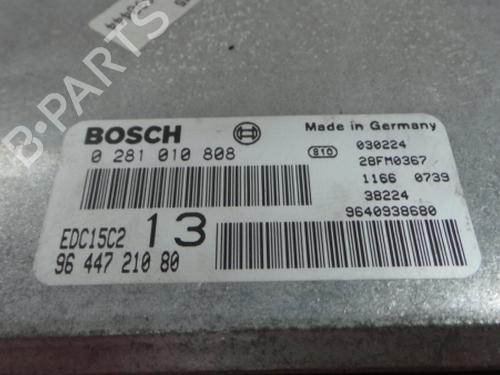 BOSCH
Made in Germany
0 281 010 808
810
030224
28FM0367
1166 0739
38224
9640938680
EDC15C2
13
96 447 210 80
B-PARTS